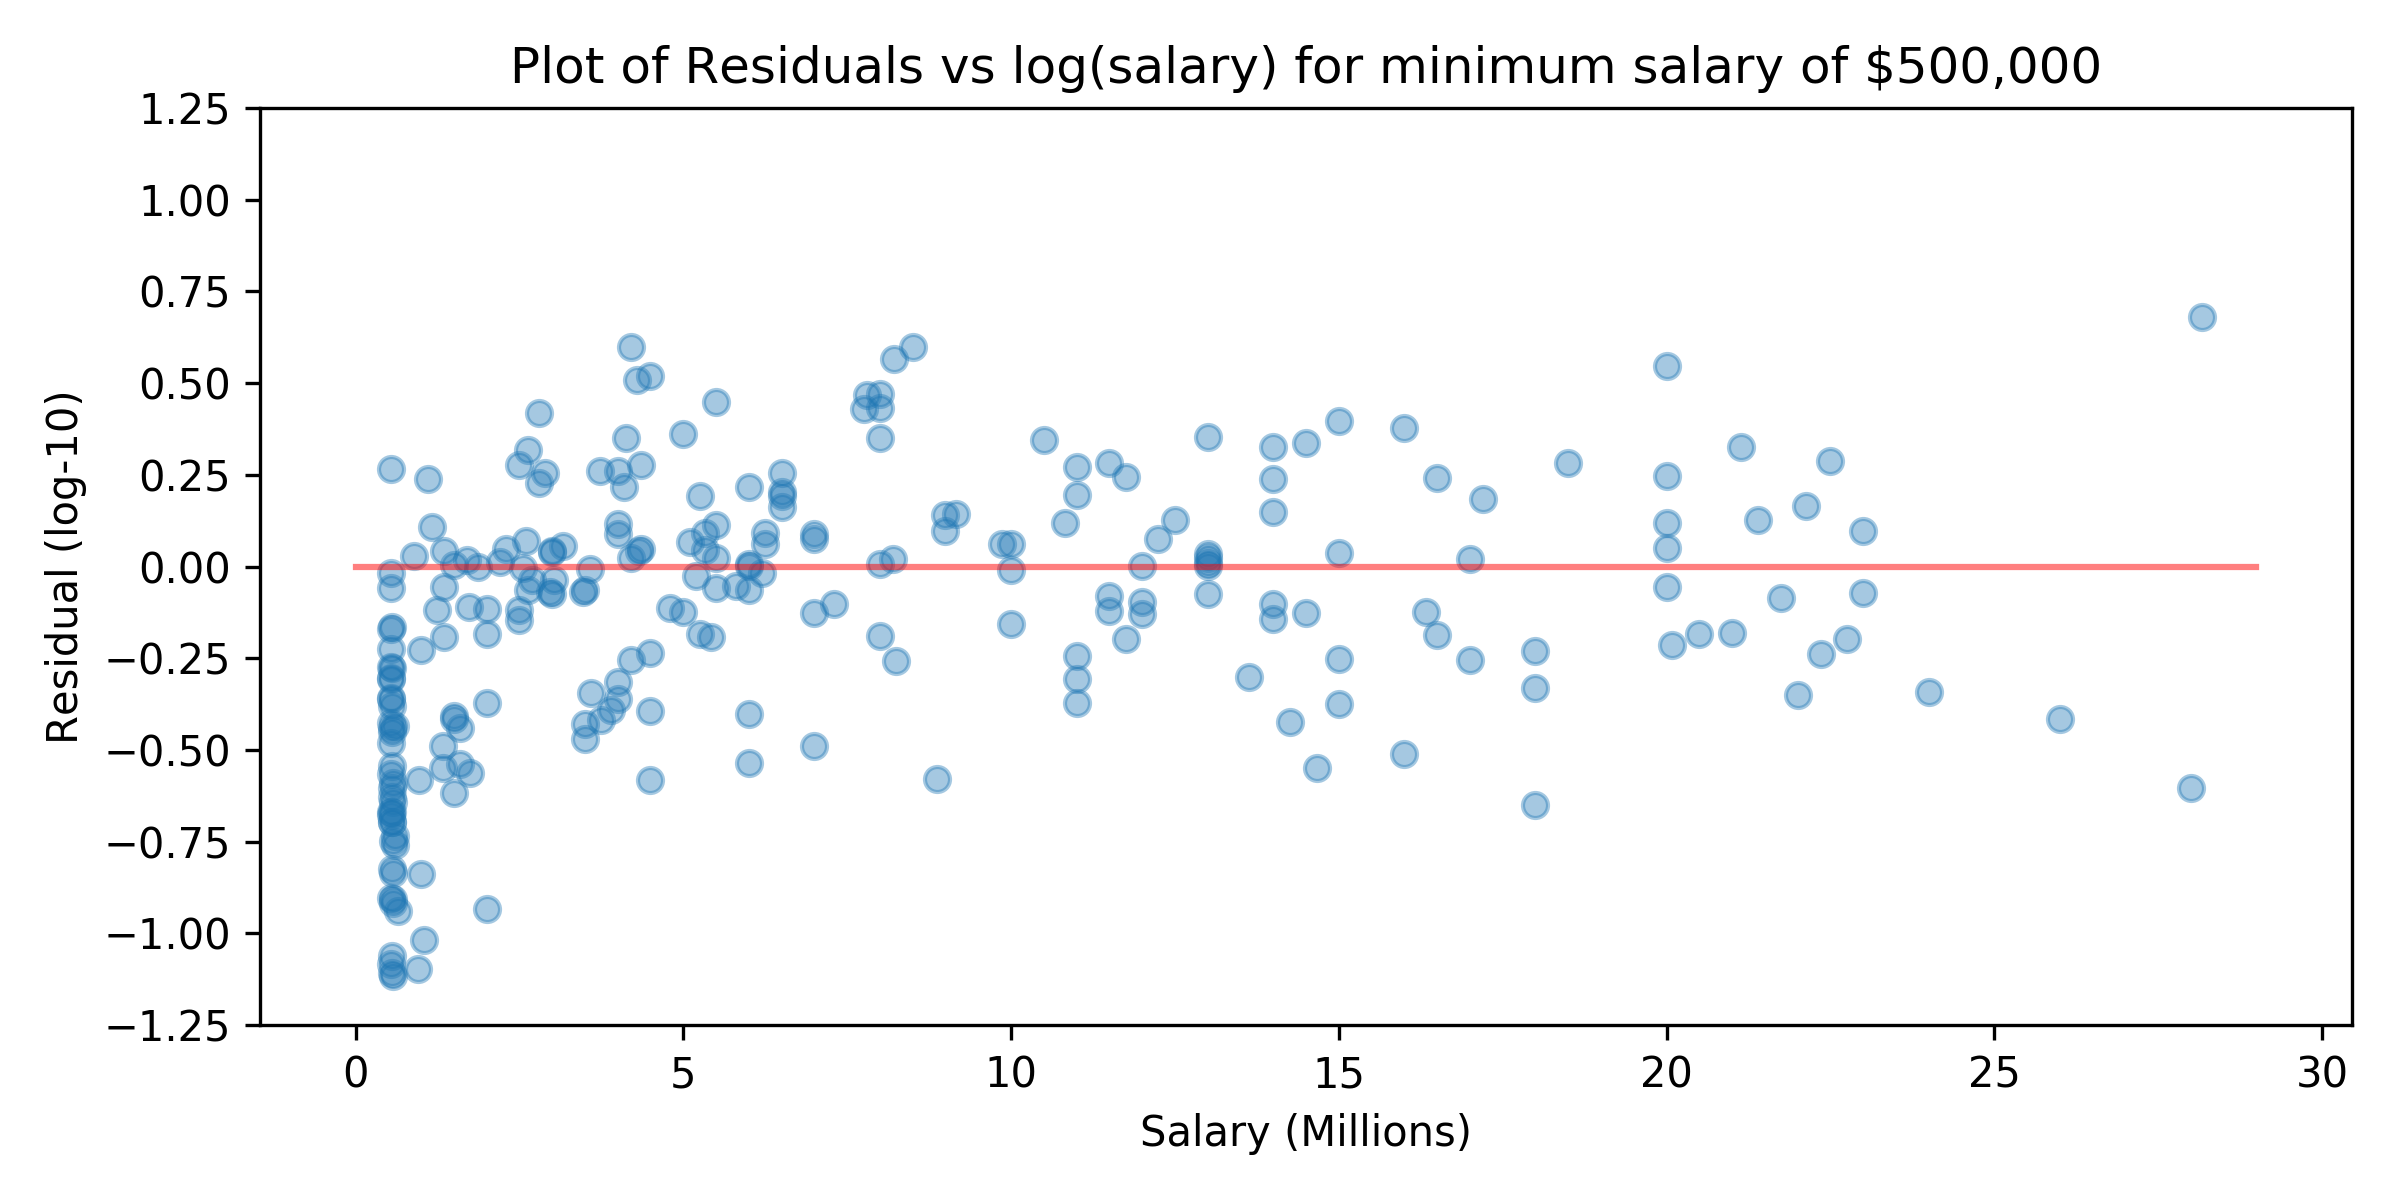 Plot of Residuals vs log(salary) for minimum salary of $500,000
1.25
1.00
0.75
0.50
0.25
0.00
−0.25
−0.50
−0.75
−1.00
−1.25
Residual (log-10)
0 5 10 15 20 25 30
Salary (Millions)